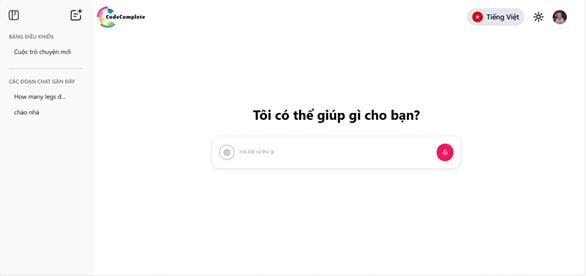 CodeComplete
Tiếng Việt
BẢNG ĐIỀU KHIỂN
Cuộc trò chuyện mới
CÁC ĐOẠN CHAT GẦN ĐÂY
How many legs d...
chào nhá
Tôi có thể giúp gì cho bạn?
Hỏi bất cứ thứ gì